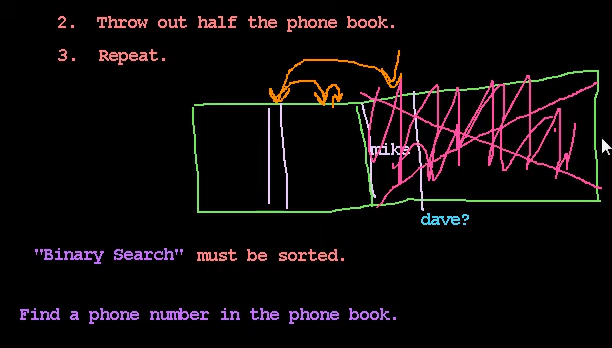 2. Throw out half the phone book.
3. Repeat.
mike
dave?
"Binary Search" must be sorted.
Find a phone number in the phone book.